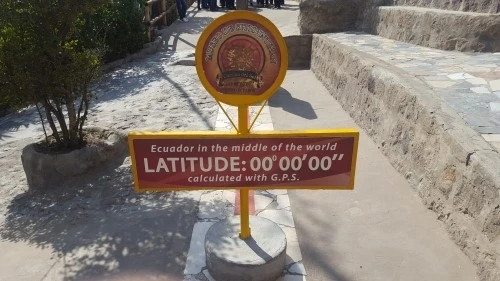 Ecuador in the middle of the world
LATITUDE: 00° 00' 00''
calculated with G.P.S.